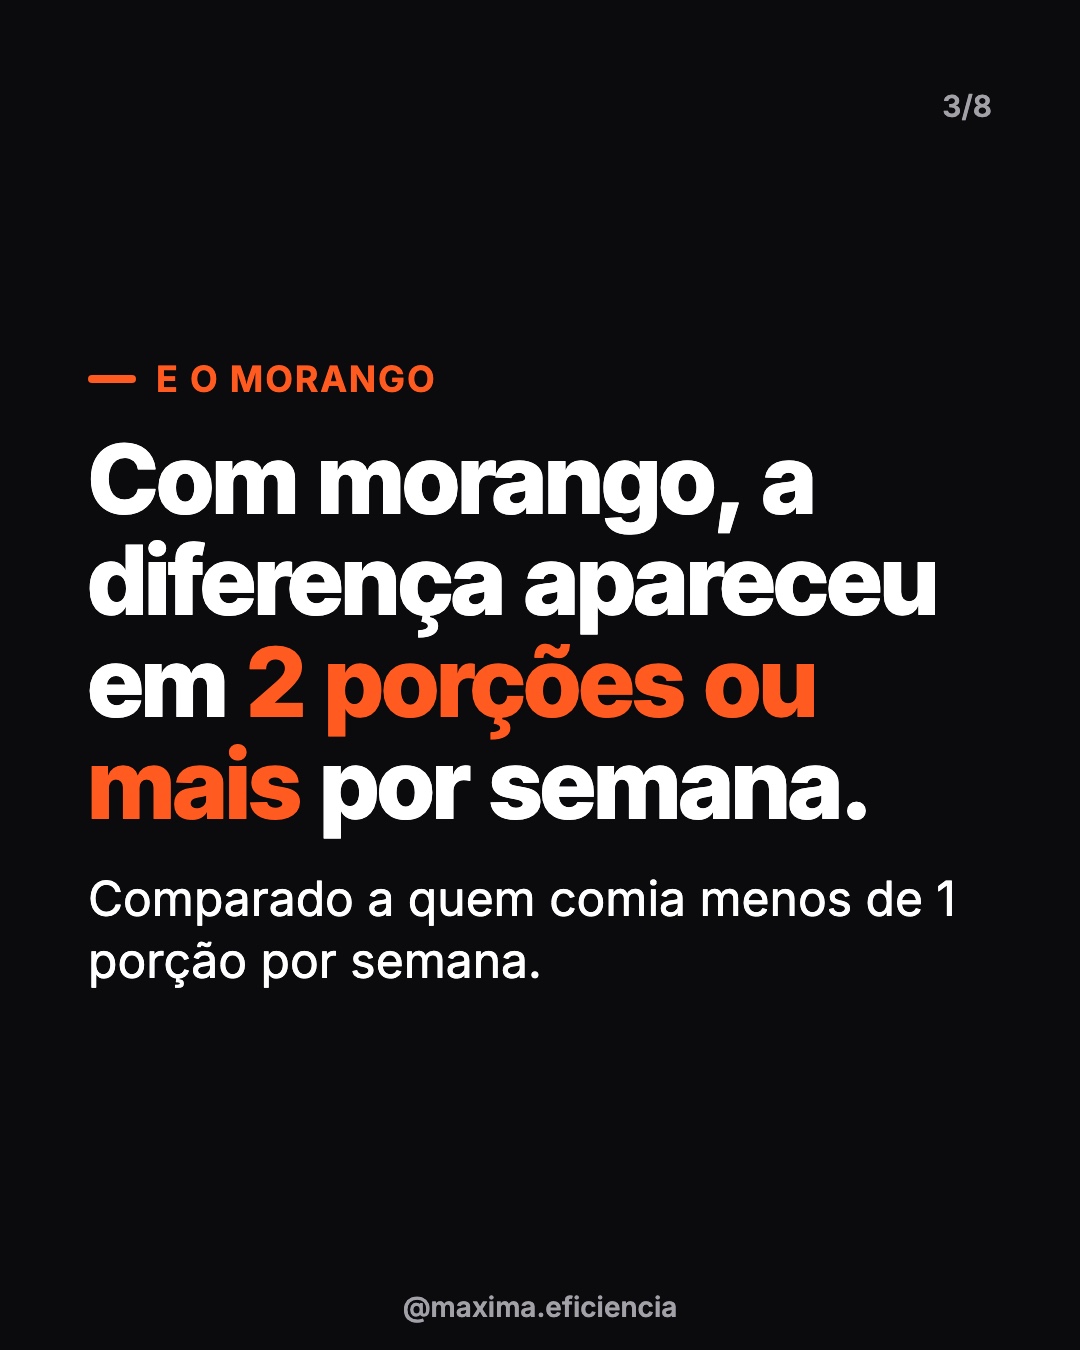 3/8
E O MORANGO
Com morango, a
diferença apareceu
em 2 porções ou
mais por semana.
Comparado a quem comia menos de 1
porção por semana.
@maxima.eficiencia